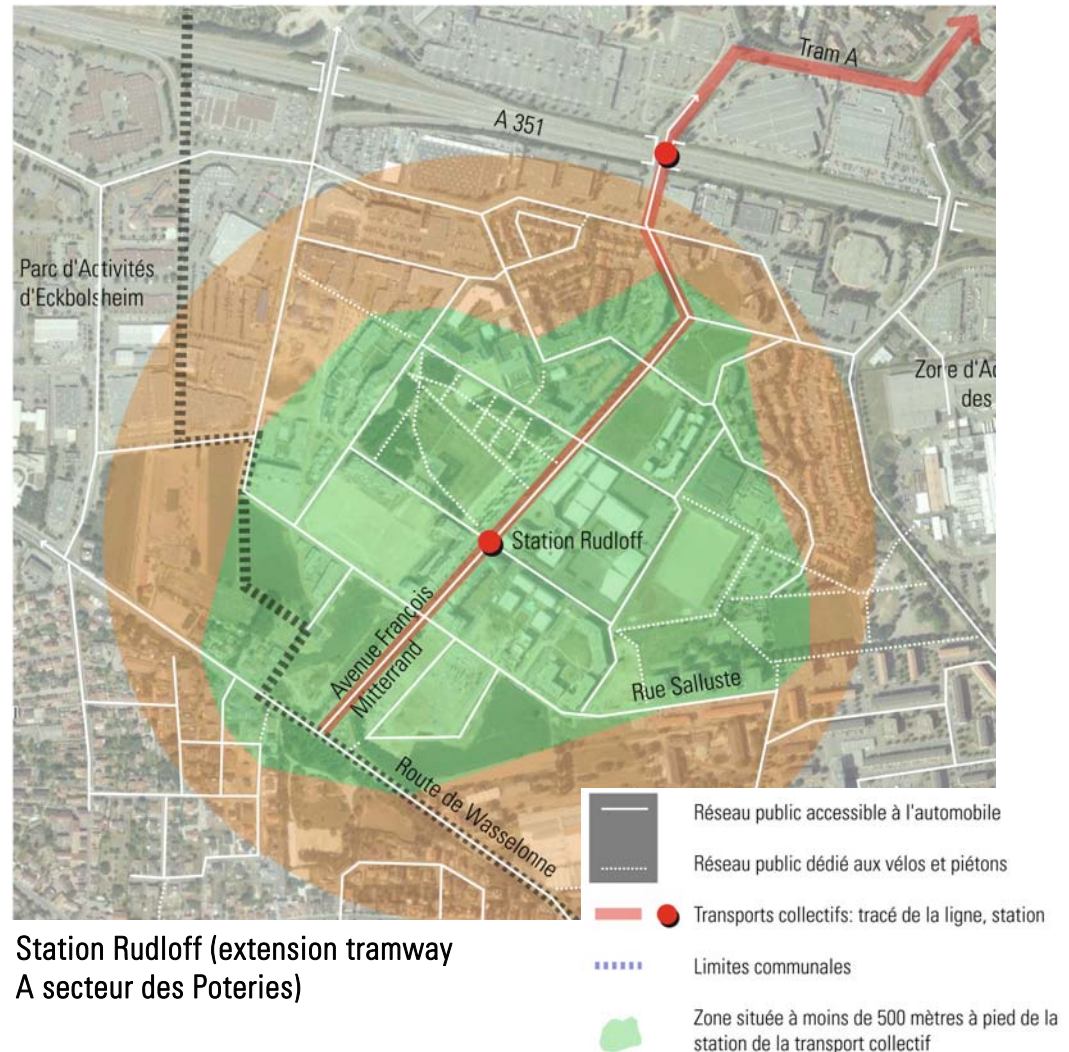 Tram A
A 351
Parc d'Activités
d'Eckbolsheim
Zone d'Ac
des
Station Rudloff
Avenue François
Mitterrand
Rue Salluste
Route de Wasselonne
Réseau public accessible à l'automobile
Réseau public dédié aux vélos et piétons
Transports collectifs: tracé de la ligne, station
Limites communales
Zone située à moins de 500 mètres à pied de la
station de la transport collectif
Station Rudloff (extension tramway
A secteur des Poteries)